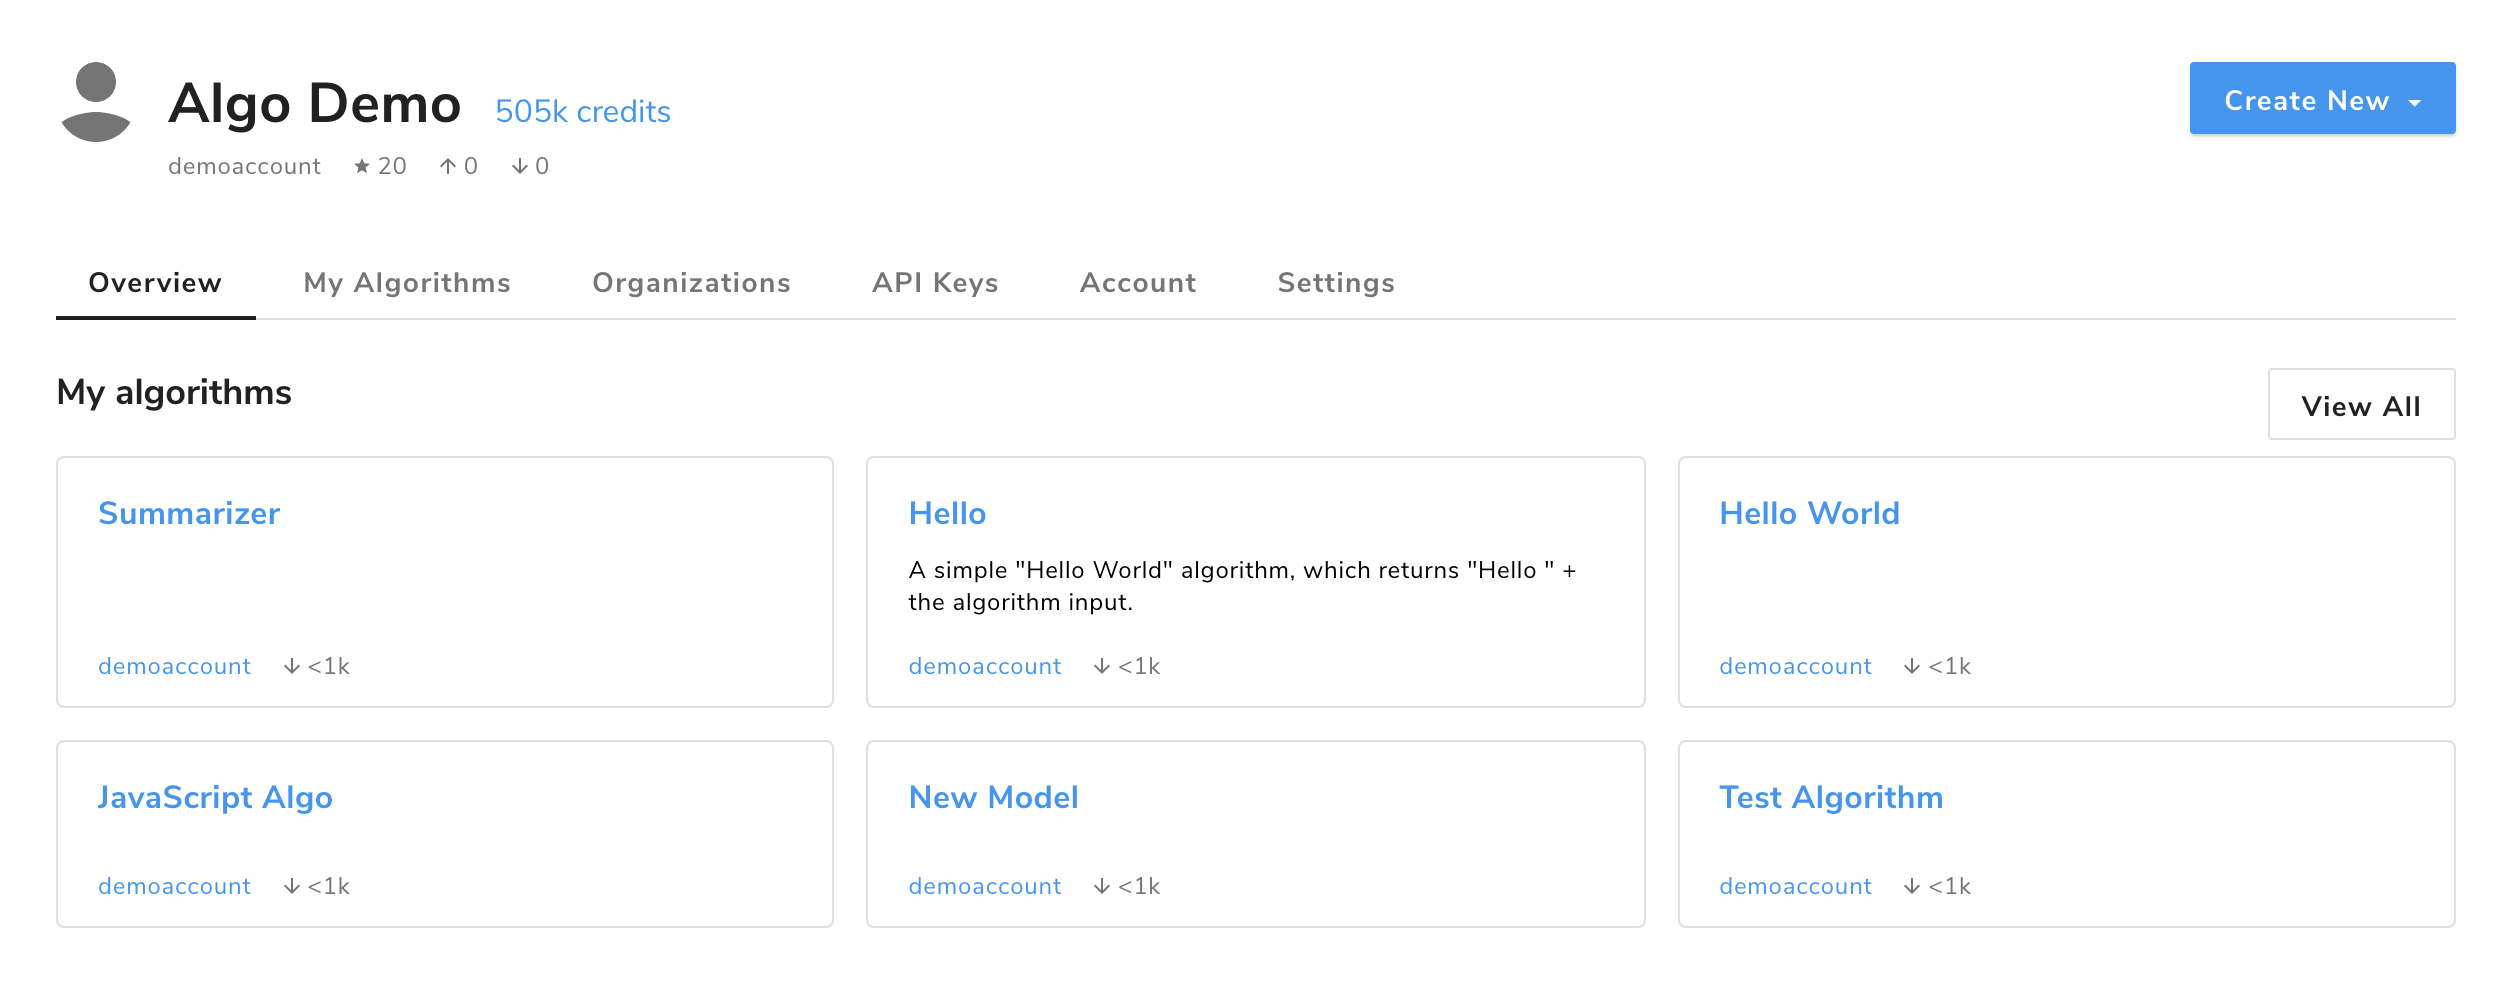 Algo Demo 505k credits
Create New
demoaccount ★ 20 ↑ 0 ↓ 0
Overview My Algorithms Organizations API Keys Account Settings
My algorithms
View All
Summarizer
demoaccount ↓ <1k
Hello
A simple "Hello World" algorithm, which returns "Hello " +
the algorithm input.
demoaccount ↓ <1k
Hello World
demoaccount ↓ <1k
JavaScript Algo
demoaccount ↓ <1k
New Model
demoaccount ↓ <1k
Test Algorithm
demoaccount ↓ <1k